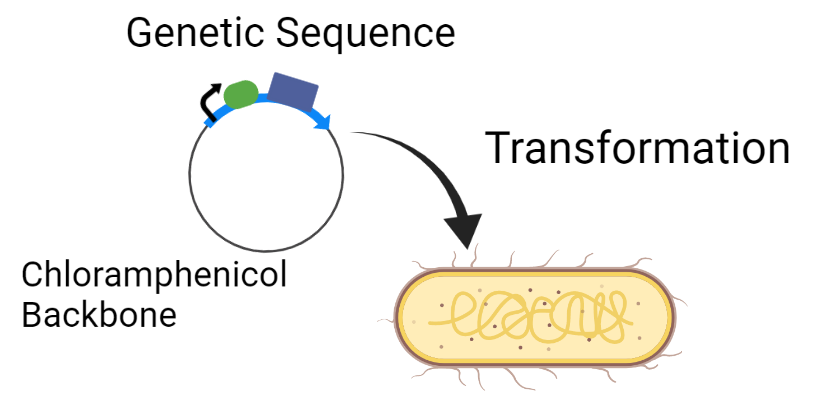 Genetic Sequence
Transformation
Chloramphenicol
Backbone